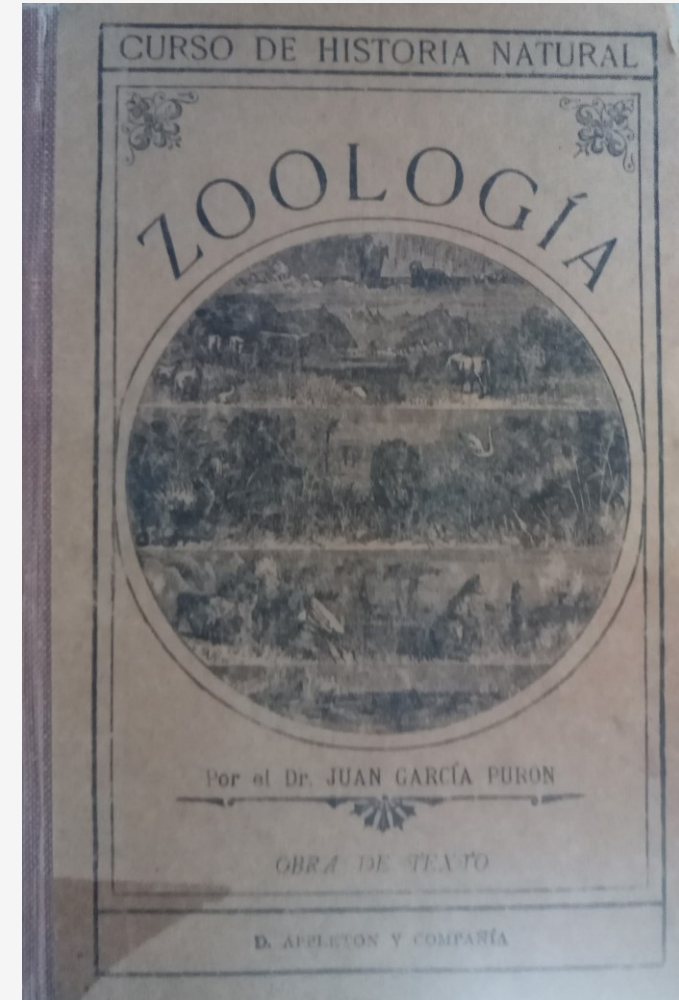 CURSO DE HISTORIA NATURAL
ZOOLOGÍA
Por el Dr. JUAN GARCÍA PURON
OBRA DE TEXTO
D. APPLETON Y COMPAÑÍA